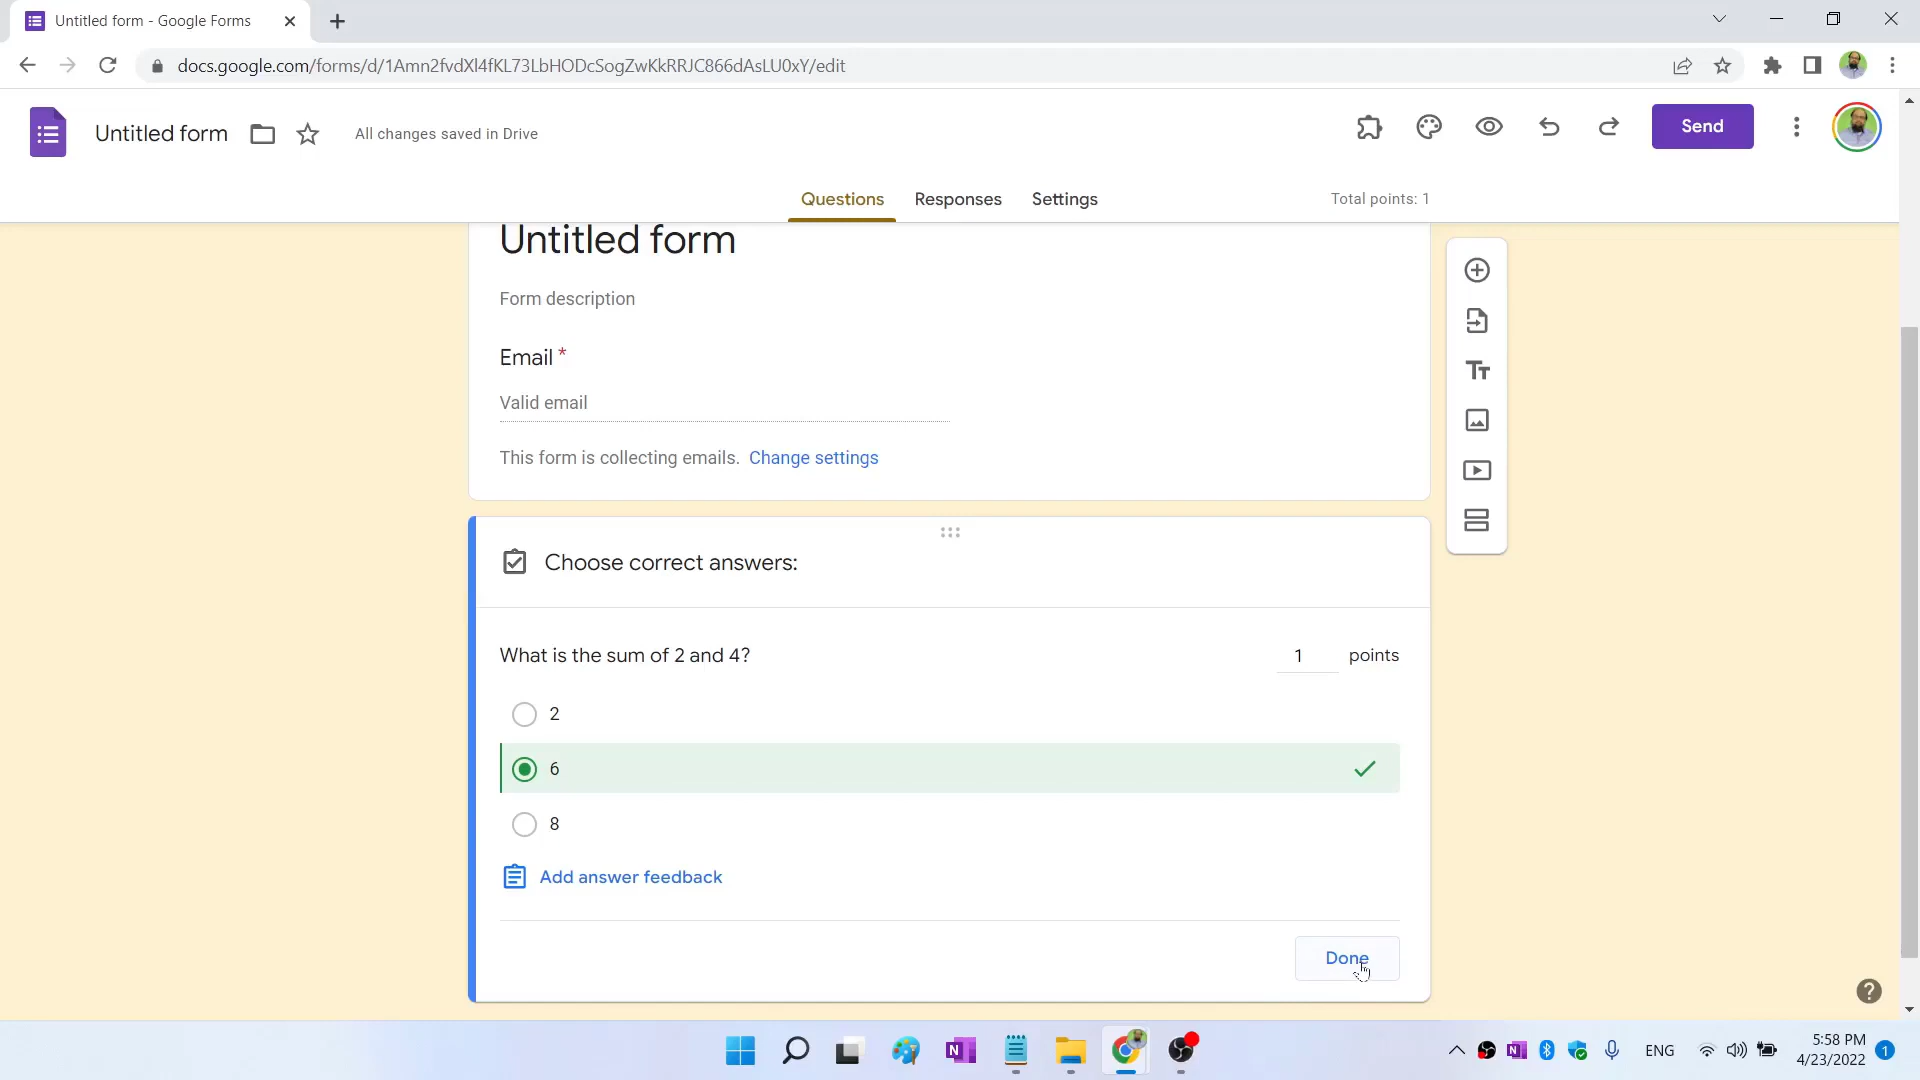 Untitled form - Google Forms
docs.google.com/forms/d/1Amn2fvdXl4fKL73LbHODcSogZwKkRRJC866dAsLU0xY/edit
Untitled form
All changes saved in Drive
Send
Questions
Responses
Settings
Total points: 1
Untitled form
Form description
Email *
Valid email
This form is collecting emails. Change settings
Choose correct answers:
What is the sum of 2 and 4?
1 points
2
6
8
Add answer feedback
Done
ENG
5:58 PM
4/23/2022
1